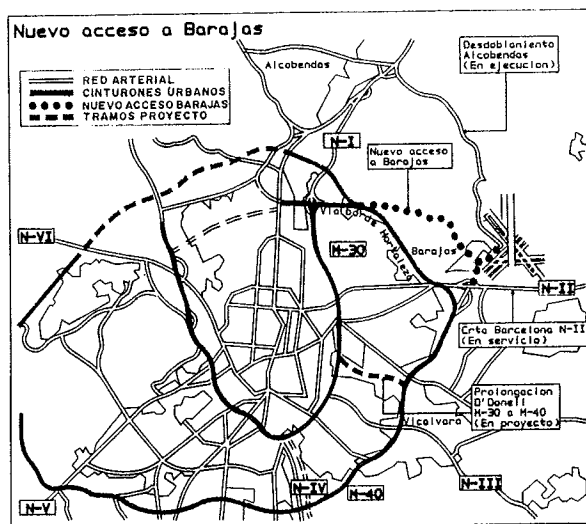 Nuevo acceso a Barajas
RED ARTERIAL
CINTURONES URBANOS
NUEVO ACCESO BARAJAS
TRAMOS PROYECTO
Alcobendas
Desdoblamiento
Alcobendas
(En ejecucion)
N-I
Nuevo acceso
a Barajas
Vialborde Hortaleza
N-VI
M-30
Barajas
N-II
Crta Barcelona N-II
(En servicio)
Prolongacion
O'Donell
M-30 a M-40
(En proyecto)
Vicalvaro
N-III
N-IV
M-40
N-V